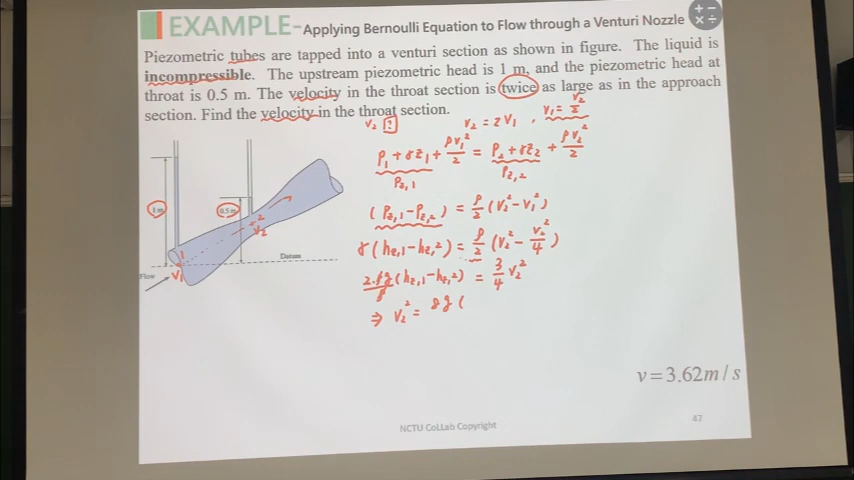 EXAMPLE-Applying Bernoulli Equation to Flow through a Venturi Nozzle
Piezometric tubes are tapped into a venturi section as shown in figure. The liquid is
incompressible. The upstream piezometric head is 1 m, and the piezometric head at
throat is 0.5 m. The velocity in the throat section is twice as large as in the approach
section. Find the velocity in the throat section.
V₂ ? V₂ = 2V₁ , V₁ = V₂/2
P₁ + γz₁ + ρV₁²/2 = P₂ + γz₂ + ρV₂²/2
Pz,1 Pz,2
(Pz,1 - Pz,2) = ρ/2 (V₂² - V₁²)
γ(hz,1 - hz,2) = ρ/2 (V₂² - V₂²/4)
2·ρg/ρ (hz,1 - hz,2) = 3/4 V₂²
⇒ V₂² = 8g (
1 m
0.5 m
2
V₂
1
V₁
Datum
Flow
v = 3.62m / s
NCTU CoLLab Copyright
47